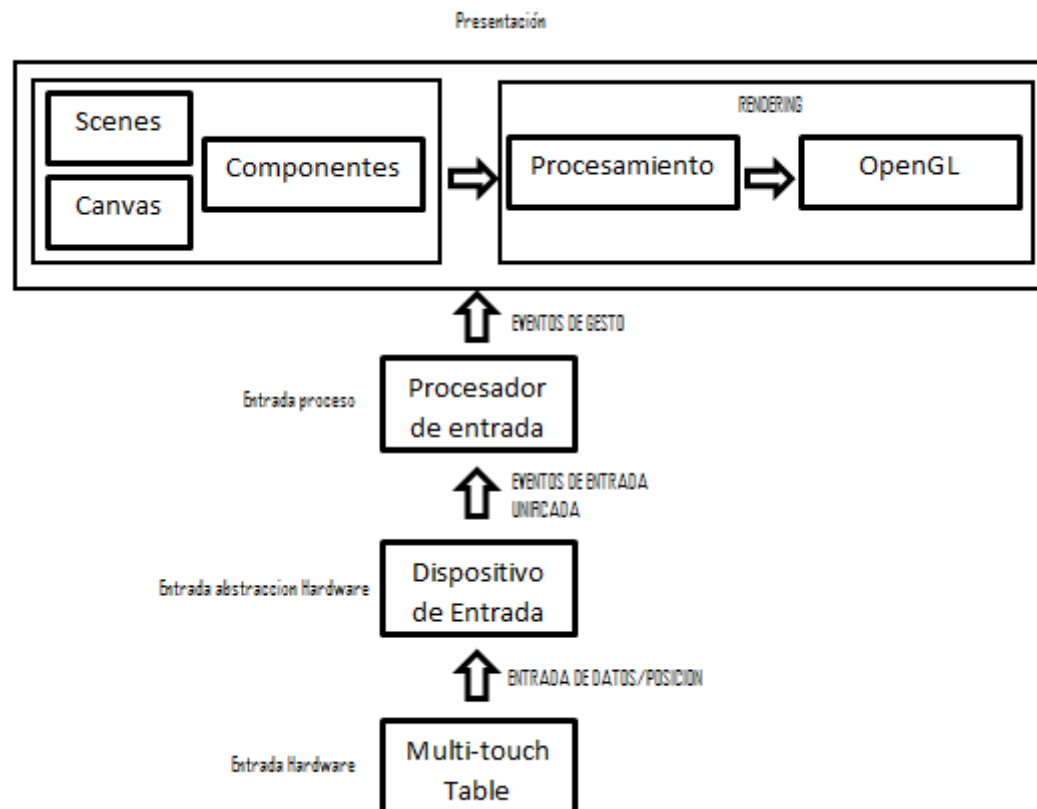 Presentación
Scenes
Canvas
Componentes
RENDERING
Procesamiento
OpenGL
EVENTOS DE GESTO
Entrada proceso
Procesador
de entrada
EVENTOS DE ENTRADA
UNIFICADA
Entrada abstraccion Hardware
Dispositivo
de Entrada
ENTRADA DE DATOS/POSICION
Entrada Hardware
Multi-touch
Table